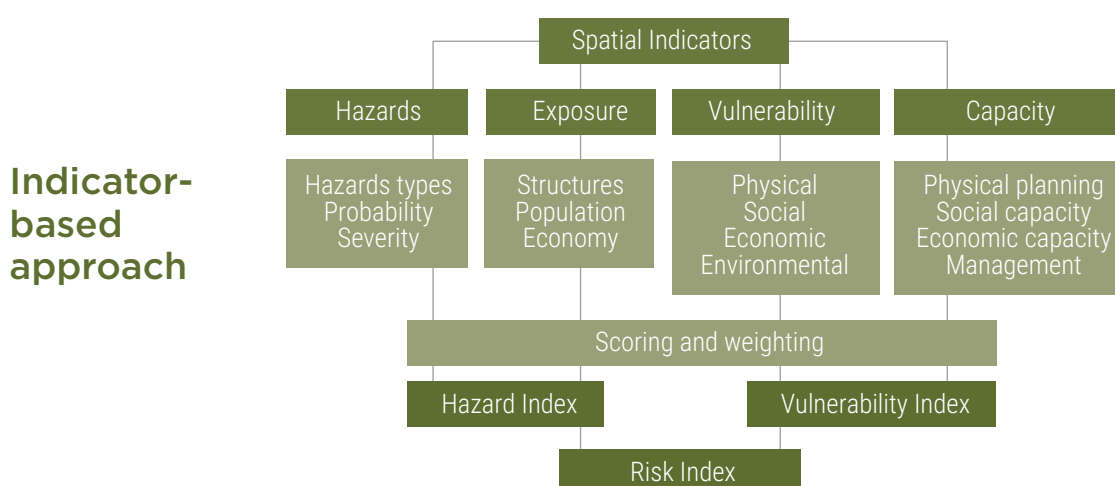 Spatial Indicators
Hazards
Exposure
Vulnerability
Capacity
Indicator-
based
approach
Hazards types
Probability
Severity
Structures
Population
Economy
Physical
Social
Economic
Environmental
Physical planning
Social capacity
Economic capacity
Management
Scoring and weighting
Hazard Index
Vulnerability Index
Risk Index